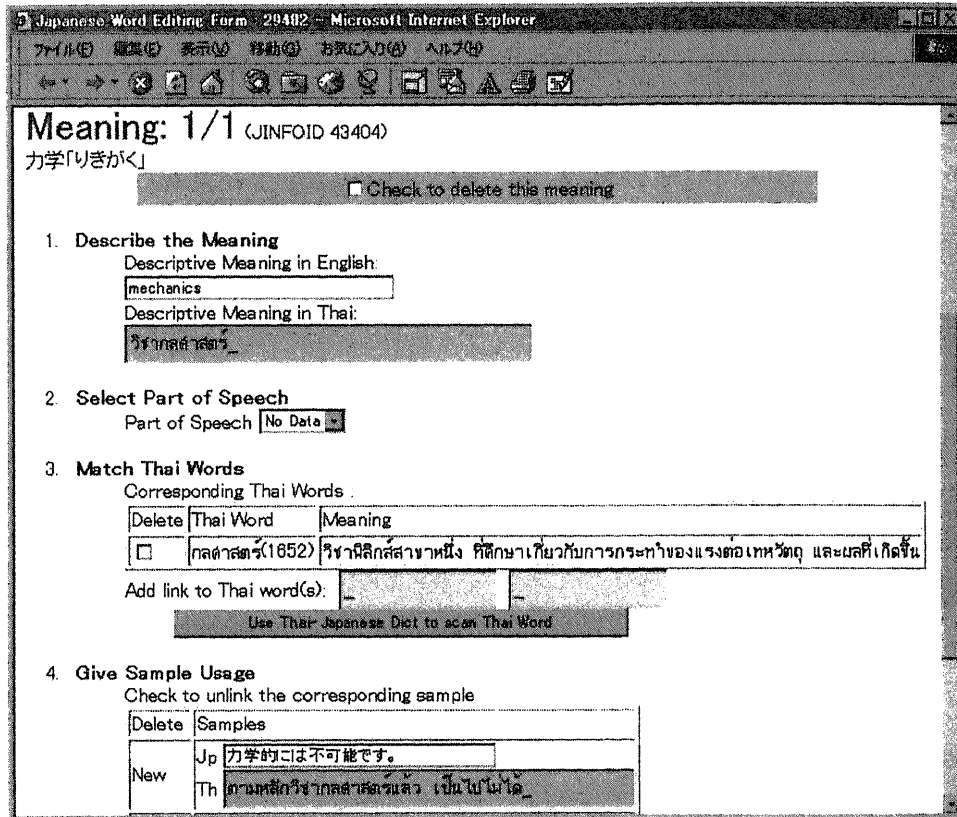 Japanese Word Editing Form - 29482 - Microsoft Internet Explorer
ファイル(F) 編集(E) 表示(V) 移動(G) お気に入り(A) ヘルプ(H)
Meaning: 1/1 (JINFOID 43404)
力学「りきがく」
Check to delete this meaning
1. Describe the Meaning
Descriptive Meaning in English:
mechanics
Descriptive Meaning in Thai:
วิชากลศาสตร์_
2. Select Part of Speech
Part of Speech No Data
3. Match Thai Words
Corresponding Thai Words :
Delete Thai Word Meaning
กลศาสตร์(1652) วิชาฟิสิกส์สาขาหนึ่ง ที่ศึกษาเกี่ยวกับการกระทำของแรงต่อเทหวัตถุ และผลที่เกิดขึ้น
Add link to Thai word(s): _ _
Use Thai-Japanese Dict to scan Thai Word
4. Give Sample Usage
Check to unlink the corresponding sample
Delete Samples
New
Jp 力学的には不可能です。
Th ตามหลักวิชากลศาสตร์แล้ว เป็นไปไม่ได้_